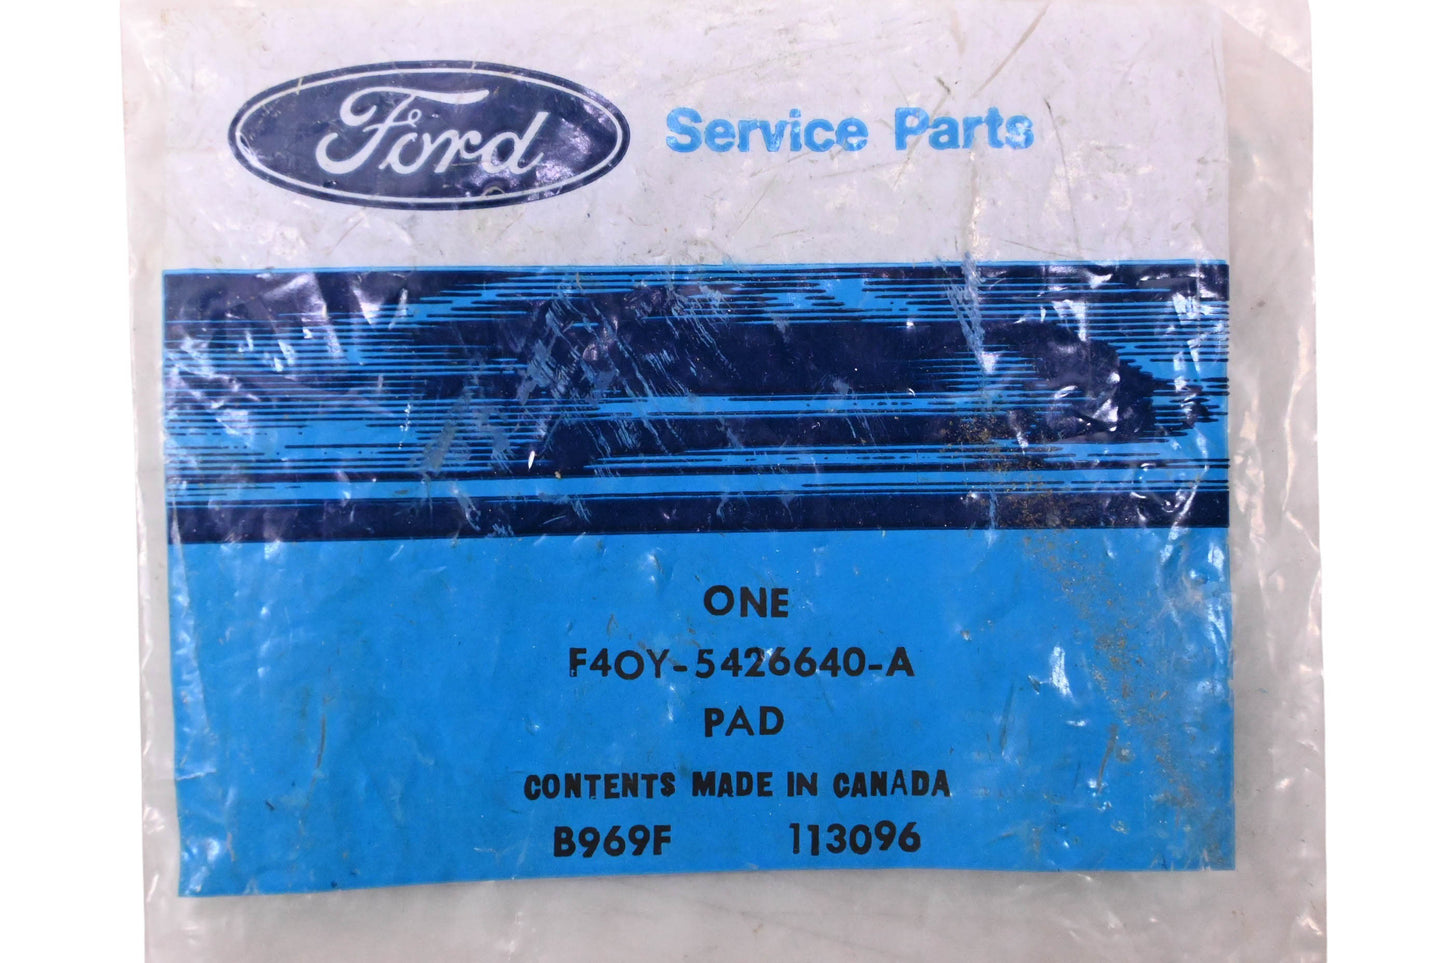 Ford Service Parts
ONE
F4OY-5426640-A
PAD
CONTENTS MADE IN CANADA
B969F 113096